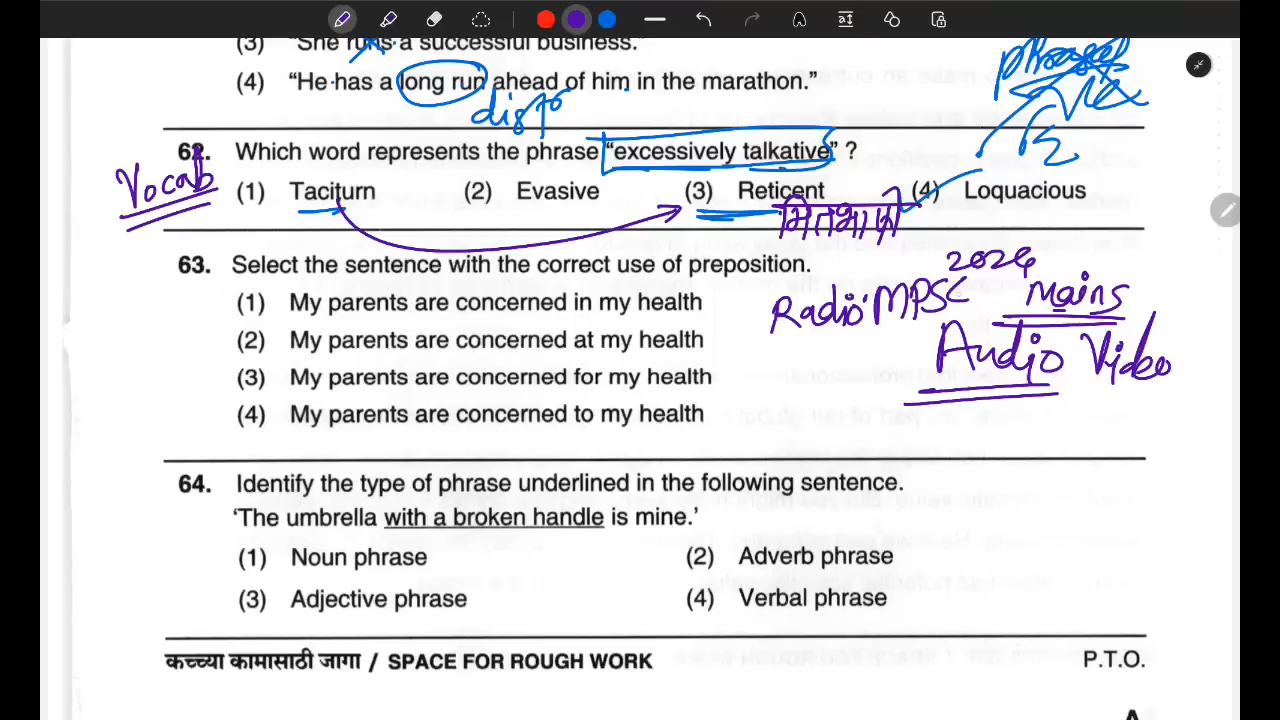 (3) "She runs a successful business."
(4) "He has a long run ahead of him in the marathon."
62. Which word represents the phrase "excessively talkative" ?
Vocab
(1) Taciturn (2) Evasive (3) Reticent (4) Loquacious
63. Select the sentence with the correct use of preposition.
2024
(1) My parents are concerned in my health
Radio MPSC mains
(2) My parents are concerned at my health
Audio Video
(3) My parents are concerned for my health
(4) My parents are concerned to my health
64. Identify the type of phrase underlined in the following sentence.
'The umbrella with a broken handle is mine.'
(1) Noun phrase (2) Adverb phrase
(3) Adjective phrase (4) Verbal phrase
कच्च्या कामासाठी जागा / SPACE FOR ROUGH WORK P.T.O.